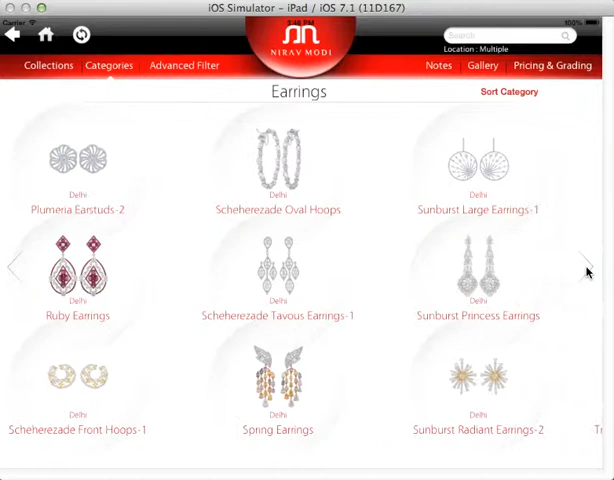 iOS Simulator – iPad / iOS 7.1 (11D167)
Carrier
3:46 PM
100%
NIRAV MODI
Search
Location : Multiple
Collections Categories Advanced Filter Notes Gallery Pricing & Grading
Earrings
Sort Category
Delhi Delhi Delhi
Plumeria Earstuds-2 Scheherezade Oval Hoops Sunburst Large Earrings-1
Delhi Delhi Delhi
Ruby Earrings Scheherezade Tavous Earrings-1 Sunburst Princess Earrings
Delhi Delhi Delhi
Scheherezade Front Hoops-1 Spring Earrings Sunburst Radiant Earrings-2